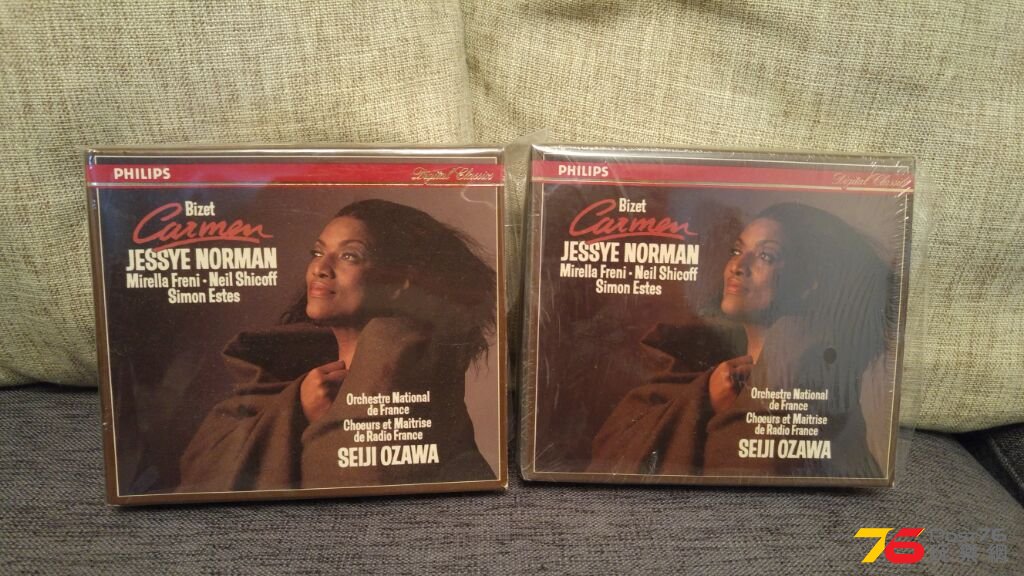 PHILIPS
Digital Classics
Bizet
Carmen
JESSYE NORMAN
Mirella Freni · Neil Shicoff
Simon Estes
Orchestre National
de France
Choeurs et Maîtrise
de Radio France
SEIJI OZAWA
PHILIPS
Digital Classics
Bizet
Carmen
JESSYE NORMAN
Mirella Freni · Neil Shicoff
Simon Estes
Orchestre National
de France
Choeurs et Maîtrise
de Radio France
SEIJI OZAWA
76